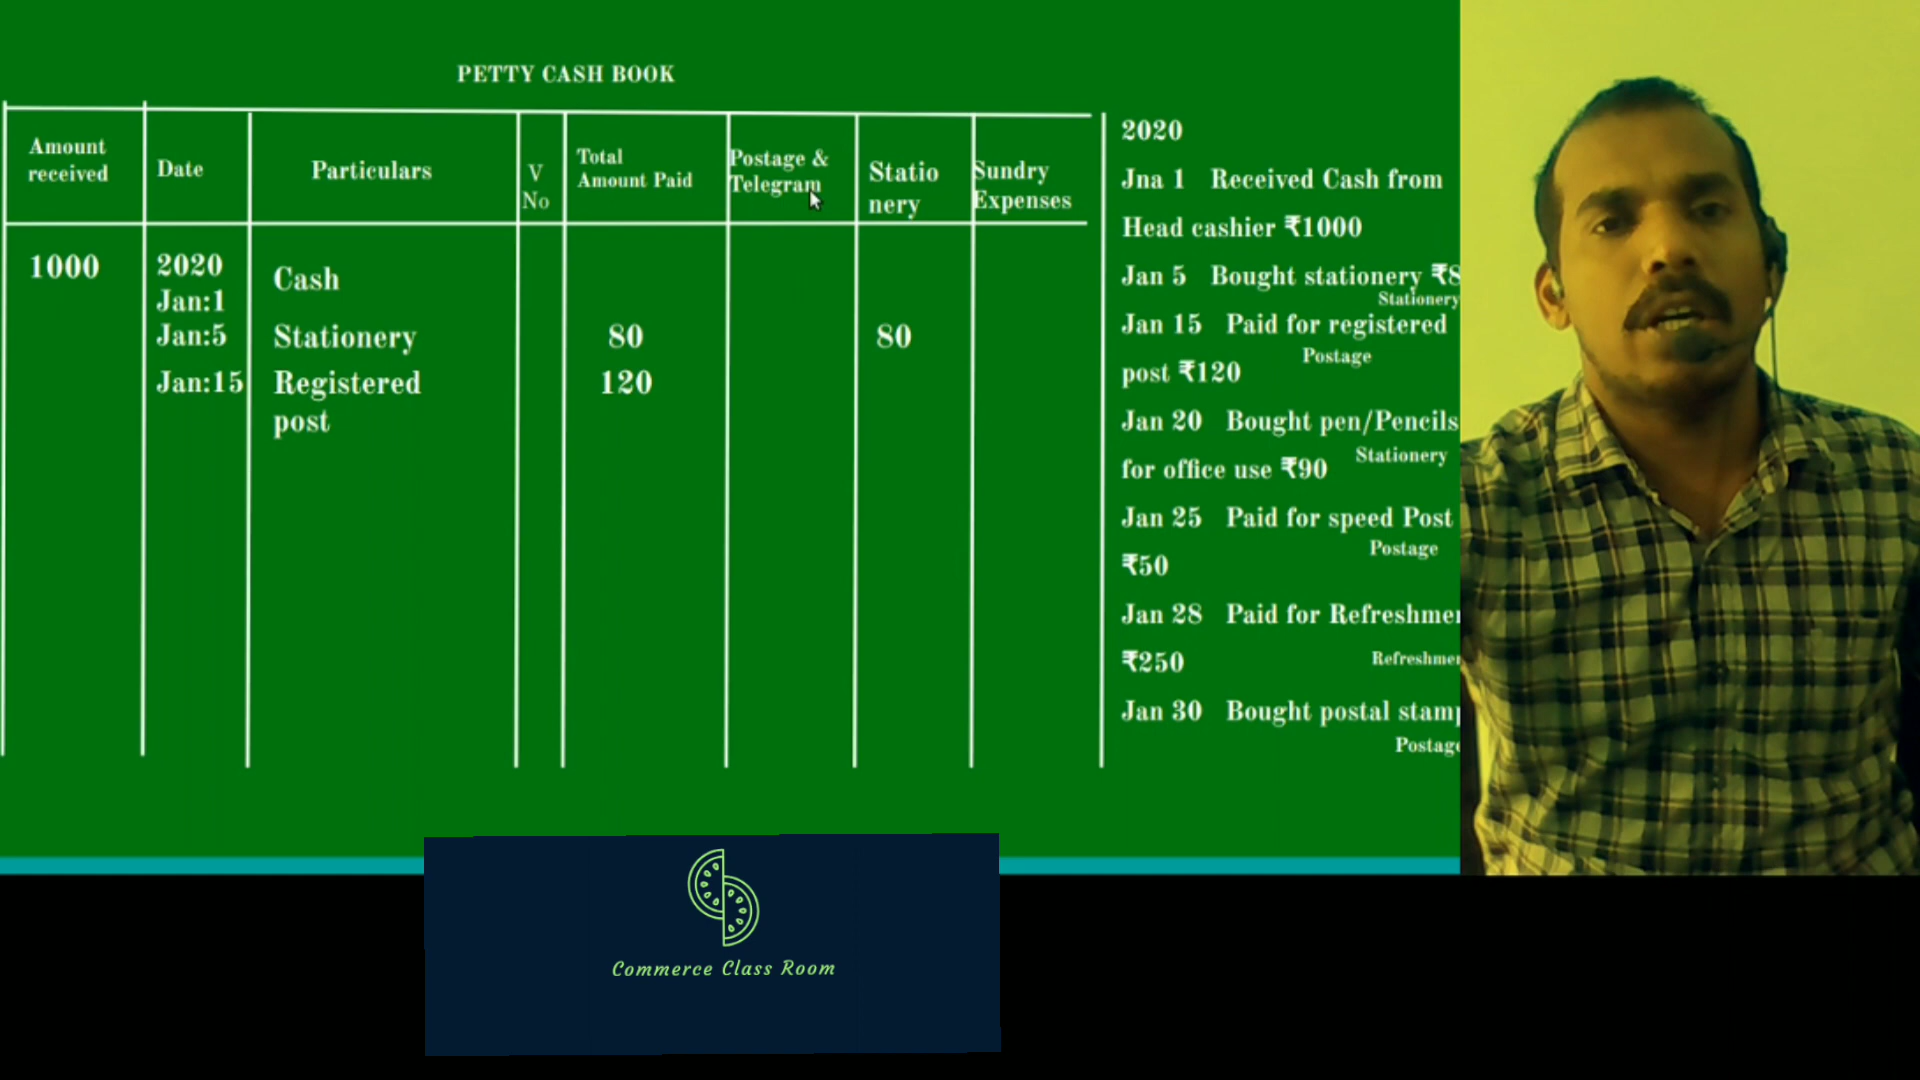 PETTY CASH BOOK
Amount received
Date
Particulars
V No
Total Amount Paid
Postage & Telegram
Statio nery
Sundry Expenses
1000
2020
Jan:1
Cash
Jan:5
Stationery
80
80
Jan:15
Registered
120
post
2020
Jna 1 Received Cash from
Head cashier ₹1000
Jan 5 Bought stationery ₹8
Stationery
Jan 15 Paid for registered
Postage
post ₹120
Jan 20 Bought pen/Pencils
Stationery
for office use ₹90
Jan 25 Paid for speed Post
Postage
₹50
Jan 28 Paid for
₹250
Jan 30 Bought postal
Commerce Class Room